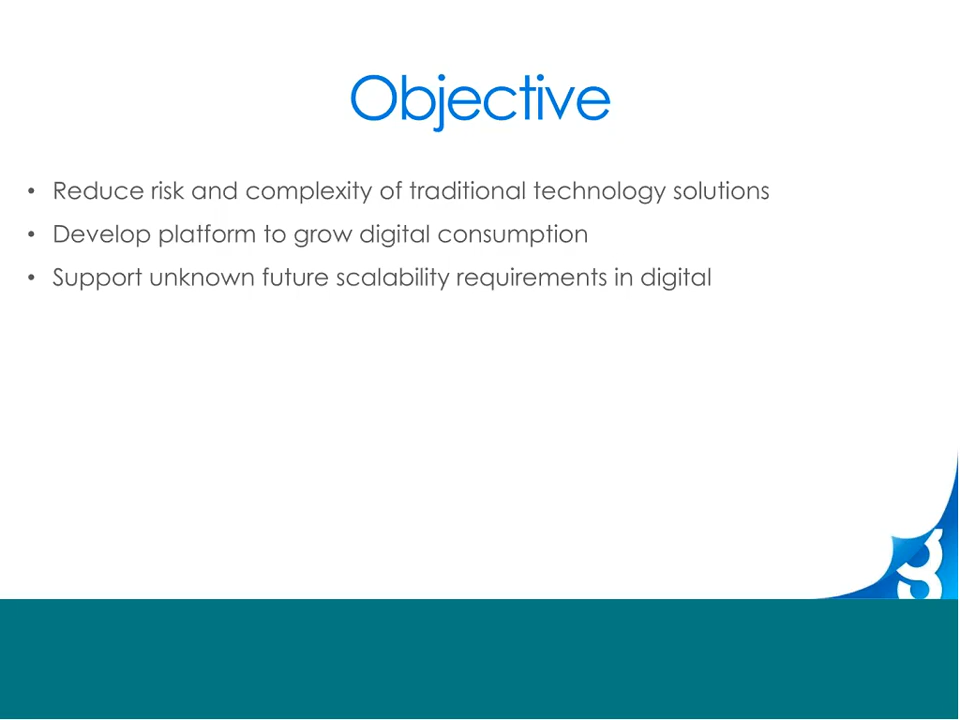 Objective
• Reduce risk and complexity of traditional technology solutions
• Develop platform to grow digital consumption
• Support unknown future scalability requirements in digital